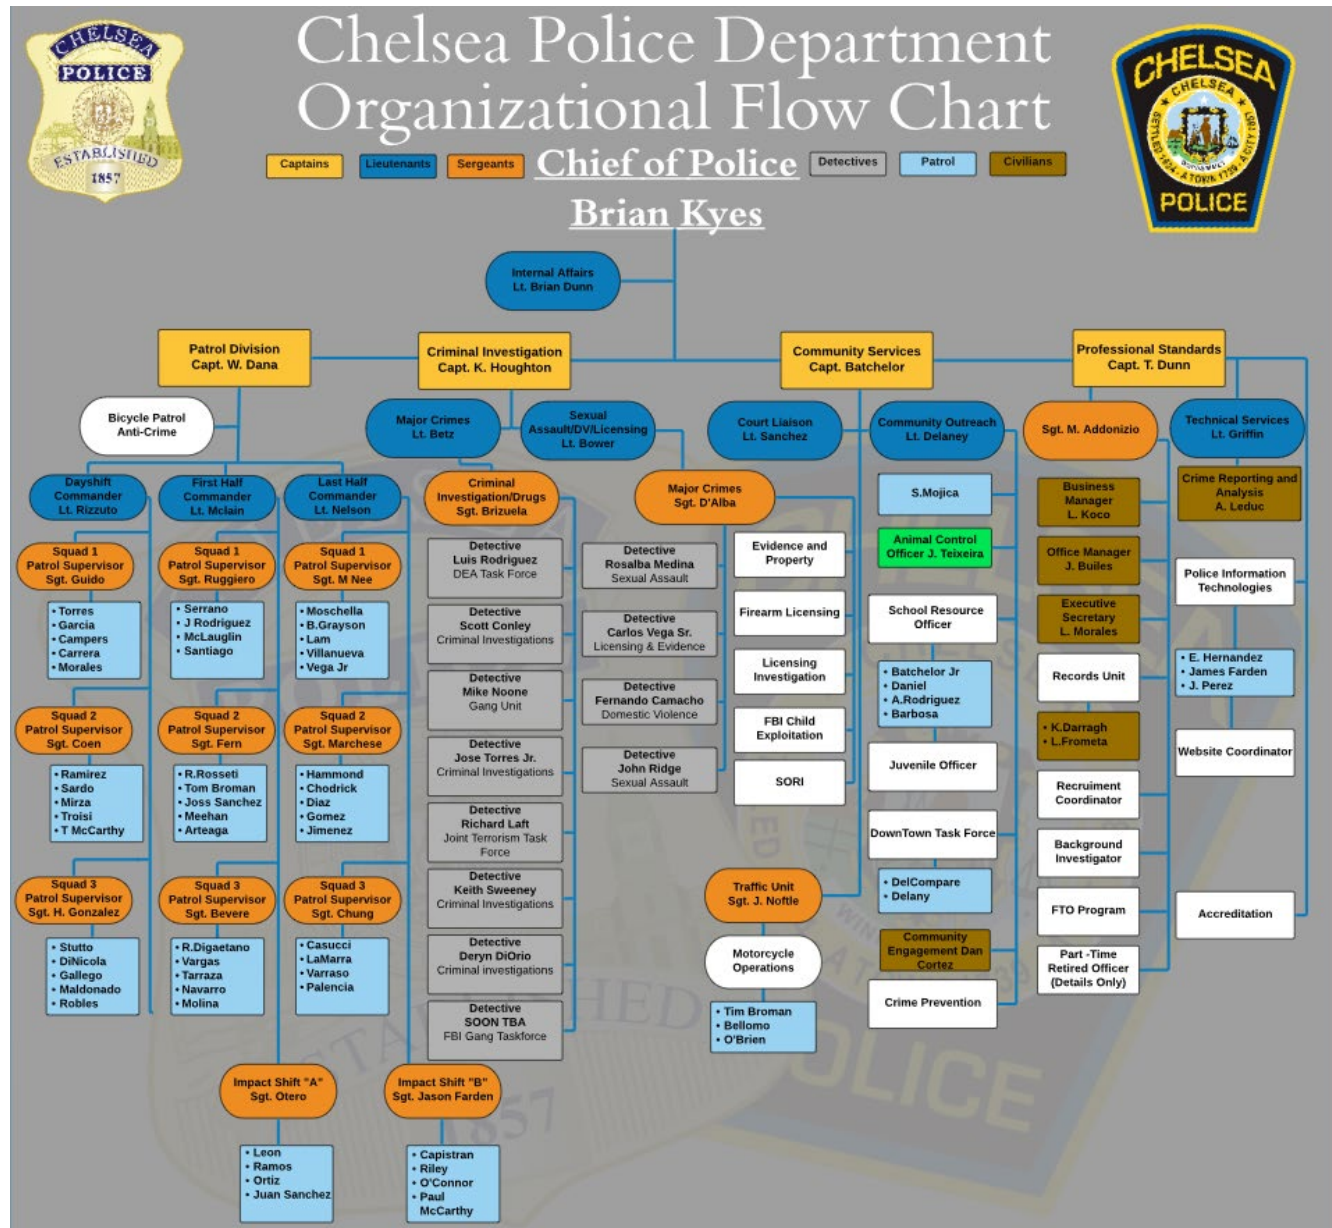 CHELSEA
POLICE
ESTABLISHED
1857
Chelsea Police Department
Organizational Flow Chart
CHELSEA
CHELSEA
SETTLED 1624 - A TOWN 1739 - A CITY 1857
POLICE
Captains
Lieutenants
Sergeants
Chief of Police
Detectives
Patrol
Civilians
Brian Kyes
Internal Affairs
Lt. Brian Dunn
Patrol Division
Capt. W. Dana
Criminal Investigation
Capt. K. Houghton
Community Services
Capt. Batchelor
Professional Standards
Capt. T. Dunn
Bicycle Patrol
Anti-Crime
Major Crimes
Lt. Betz
Sexual
Assault/DV/Licensing
Lt. Bower
Court Liaison
Lt. Sanchez
Community Outreach
Lt. Delaney
Sgt. M. Addonizio
Technical Services
Lt. Griffin
Dayshift
Commander
Lt. Rizzuto
First Half
Commander
Lt. Mclain
Last Half
Commander
Lt. Nelson
Criminal
Investigation/Drugs
Sgt. Brizuela
Major Crimes
Sgt. D'Alba
S.Mojica
Business
Manager
L. Koco
Crime Reporting and
Analysis
A. Leduc
Squad 1
Patrol Supervisor
Sgt. Guido
Squad 1
Patrol Supervisor
Sgt. Ruggiero
Squad 1
Patrol Supervisor
Sgt. M Nee
Detective
Luis Rodriguez
DEA Task Force
Detective
Rosalba Medina
Sexual Assault
Evidence and
Property
Animal Control
Officer J. Teixeira
Office Manager
J. Builes
Police Information
Technologies
• Torres
• Garcia
• Campers
• Carrera
• Morales
• Serrano
• J Rodriguez
• McLauglin
• Santiago
• Moschella
• B.Grayson
• Lam
• Villanueva
• Vega Jr
Detective
Scott Conley
Criminal Investigations
Detective
Carlos Vega Sr.
Licensing & Evidence
Firearm Licensing
School Resource
Officer
Executive
Secretary
L. Morales
Licensing
Investigation
• Batchelor Jr
• Daniel
• A.Rodriguez
• Barbosa
Records Unit
• E. Hernandez
• James Farden
• J. Perez
Squad 2
Patrol Supervisor
Sgt. Coen
Squad 2
Patrol Supervisor
Sgt. Fern
Squad 2
Patrol Supervisor
Sgt. Marchese
Detective
Mike Noone
Gang Unit
Detective
Fernando Camacho
Domestic Violence
FBI Child
Exploitation
• K.Darragh
• L.Frometa
Website Coordinator
• Ramirez
• Sardo
• Mirza
• Troisi
• T McCarthy
• R.Rosseti
• Tom Broman
• Joss Sanchez
• Meehan
• Arteaga
• Hammond
• Chodrick
• Diaz
• Gomez
• Jimenez
Detective
Jose Torres Jr.
Criminal Investigations
Detective
John Ridge
Sexual Assault
SORI
Juvenile Officer
Recruiment
Coordinator
Detective
Richard Laft
Joint Terrorism Task
Force
DownTown Task Force
Background
Investigator
Squad 3
Patrol Supervisor
Sgt. H. Gonzalez
Squad 3
Patrol Supervisor
Sgt. Bevere
Squad 3
Patrol Supervisor
Sgt. Chung
Detective
Keith Sweeney
Criminal Investigations
Traffic Unit
Sgt. J. Noftle
• DelCompare
• Delany
FTO Program
Accreditation
• Stutto
• DiNicola
• Gallego
• Maldonado
• Robles
• R.Digaetano
• Vargas
• Tarraza
• Navarro
• Molina
• Casucci
• LaMarra
• Varraso
• Palencia
Detective
Deryn DiOrio
Criminal investigations
Motorcycle
Operations
Community
Engagement Dan
Cortez
Part -Time
Retired Officer
(Details Only)
Detective
SOON TBA
FBI Gang Taskforce
• Tim Broman
• Bellomo
• O'Brien
Crime Prevention
Impact Shift "A"
Sgt. Otero
Impact Shift "B"
Sgt. Jason Farden
• Leon
• Ramos
• Ortiz
• Juan Sanchez
• Capistran
• Riley
• O'Connor
• Paul
McCarthy